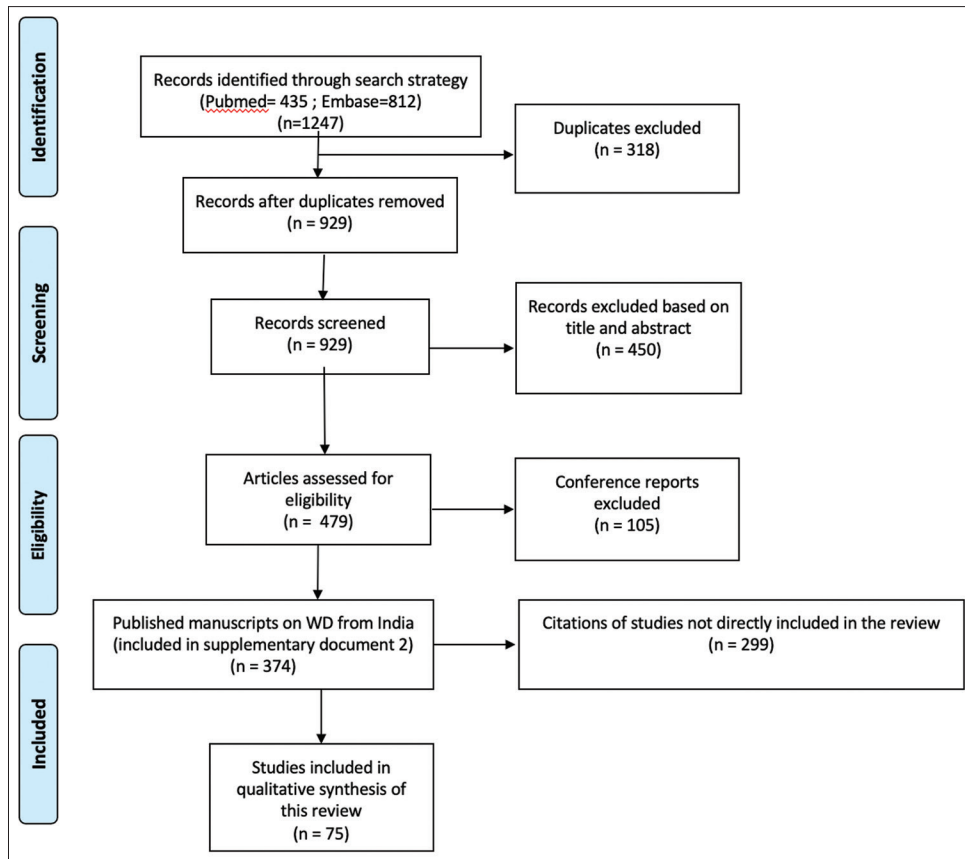 Identification
Records identified through search strategy
(Pubmed= 435 ; Embase=812)
(n=1247)
Duplicates excluded
(n = 318)
Records after duplicates removed
(n = 929)
Screening
Records screened
(n = 929)
Records excluded based on
title and abstract
(n = 450)
Eligibility
Articles assessed for
eligibility
(n = 479)
Conference reports
excluded
(n = 105)
Published manuscripts on WD from India
(included in supplementary document 2)
(n = 374)
Citations of studies not directly included in the review
(n = 299)
Included
Studies included in
qualitative synthesis of
this review
(n = 75)